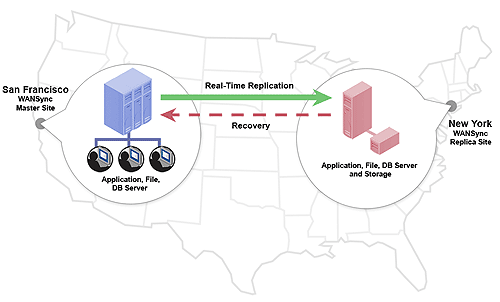 San Francisco
WANSync
Master Site
Real-Time Replication
Recovery
Application, File,
DB Server
Application, File, DB Server
and Storage
New York
WANSync
Replica Site